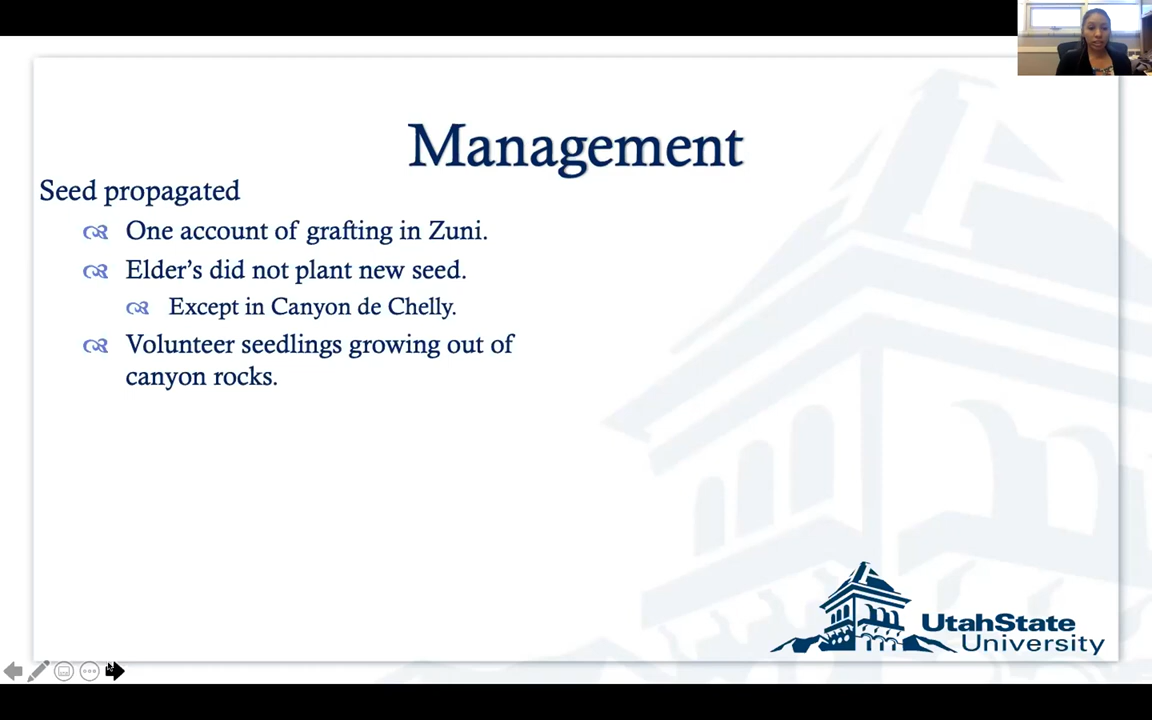 Management
Seed propagated
One account of grafting in Zuni.
Elder's did not plant new seed.
Except in Canyon de Chelly.
Volunteer seedlings growing out of
canyon rocks.
UtahState
University